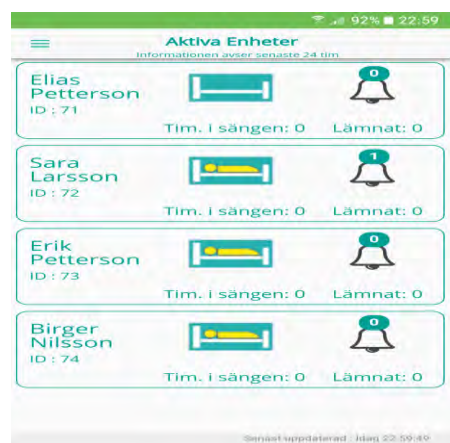 92% 22:59
Aktiva Enheter
Informationen avser senaste 24 tim
Elias
Petterson
ID : 71
0
Tim. i sängen: 0 Lämnat: 0
Sara
Larsson
ID : 72
1
Tim. i sängen: 0 Lämnat: 0
Erik
Petterson
ID : 73
0
Tim. i sängen: 0 Lämnat: 0
Birger
Nilsson
ID : 74
0
Tim. i sängen: 0 Lämnat: 0
Senast uppdaterad : Idag 22:59:49